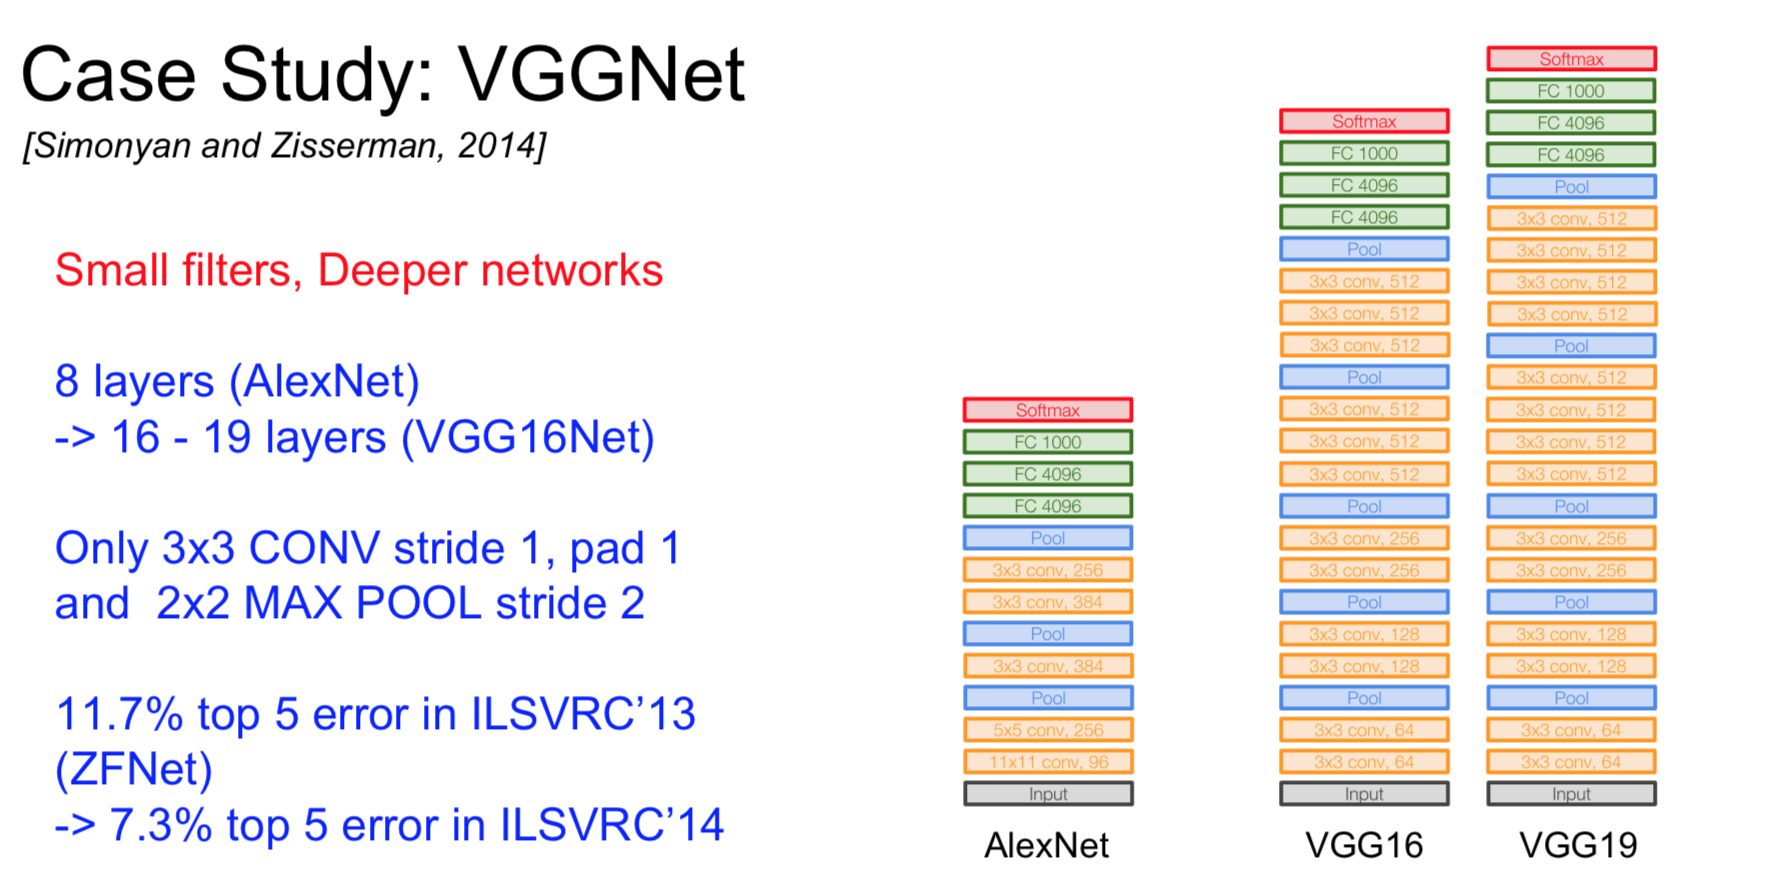 Case Study: VGGNet
[Simonyan and Zisserman, 2014]
Small filters, Deeper networks
8 layers (AlexNet)
-> 16 - 19 layers (VGG16Net)
Only 3x3 CONV stride 1, pad 1
and 2x2 MAX POOL stride 2
11.7% top 5 error in ILSVRC’13
(ZFNet)
-> 7.3% top 5 error in ILSVRC’14
Softmax
FC 1000
FC 4096
FC 4096
Pool
3x3 conv, 256
3x3 conv, 384
Pool
3x3 conv, 384
Pool
5x5 conv, 256
11x11 conv, 96
Input
AlexNet
Softmax
FC 1000
FC 4096
FC 4096
Pool
3x3 conv, 512
3x3 conv, 512
3x3 conv, 512
Pool
3x3 conv, 512
3x3 conv, 512
3x3 conv, 512
Pool
3x3 conv, 256
3x3 conv, 256
Pool
3x3 conv, 128
3x3 conv, 128
Pool
3x3 conv, 64
3x3 conv, 64
Input
VGG16
Softmax
FC 1000
FC 4096
FC 4096
Pool
3x3 conv, 512
3x3 conv, 512
3x3 conv, 512
3x3 conv, 512
Pool
3x3 conv, 512
3x3 conv, 512
3x3 conv, 512
3x3 conv, 512
Pool
3x3 conv, 256
3x3 conv, 256
Pool
3x3 conv, 128
3x3 conv, 128
Pool
3x3 conv, 64
3x3 conv, 64
Input
VGG19